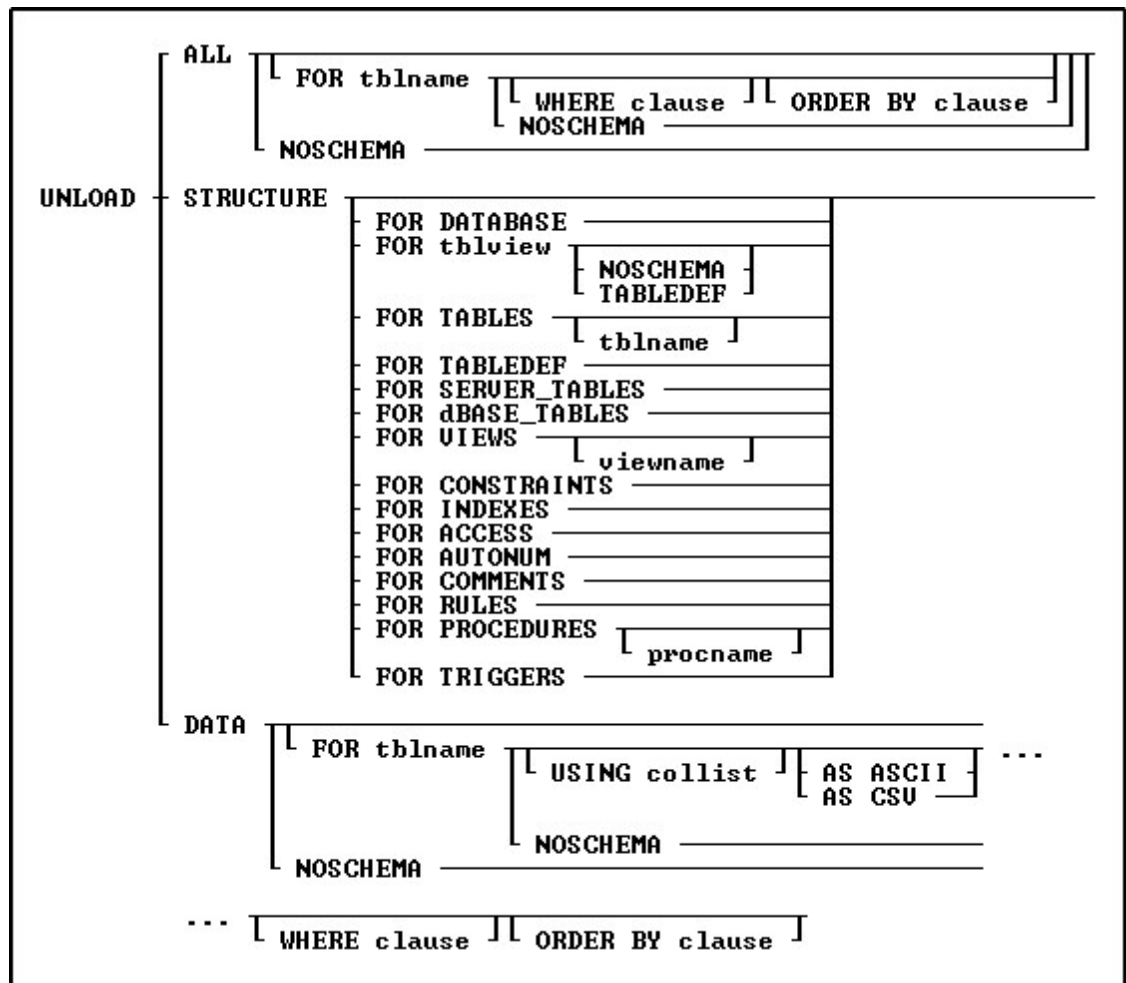 ALL
FOR tblname
WHERE clause ORDER BY clause
NOSCHEMA
NOSCHEMA
UNLOAD STRUCTURE
FOR DATABASE
FOR tblview
NOSCHEMA
TABLEDEF
FOR TABLES
tblname
FOR TABLEDEF
FOR SERVER_TABLES
FOR dBASE_TABLES
FOR VIEWS
viewname
FOR CONSTRAINTS
FOR INDEXES
FOR ACCESS
FOR AUTONUM
FOR COMMENTS
FOR RULES
FOR PROCEDURES
procname
FOR TRIGGERS
DATA
FOR tblname ...
USING collist AS ASCII
AS CSV
NOSCHEMA
NOSCHEMA
...
WHERE clause ORDER BY clause